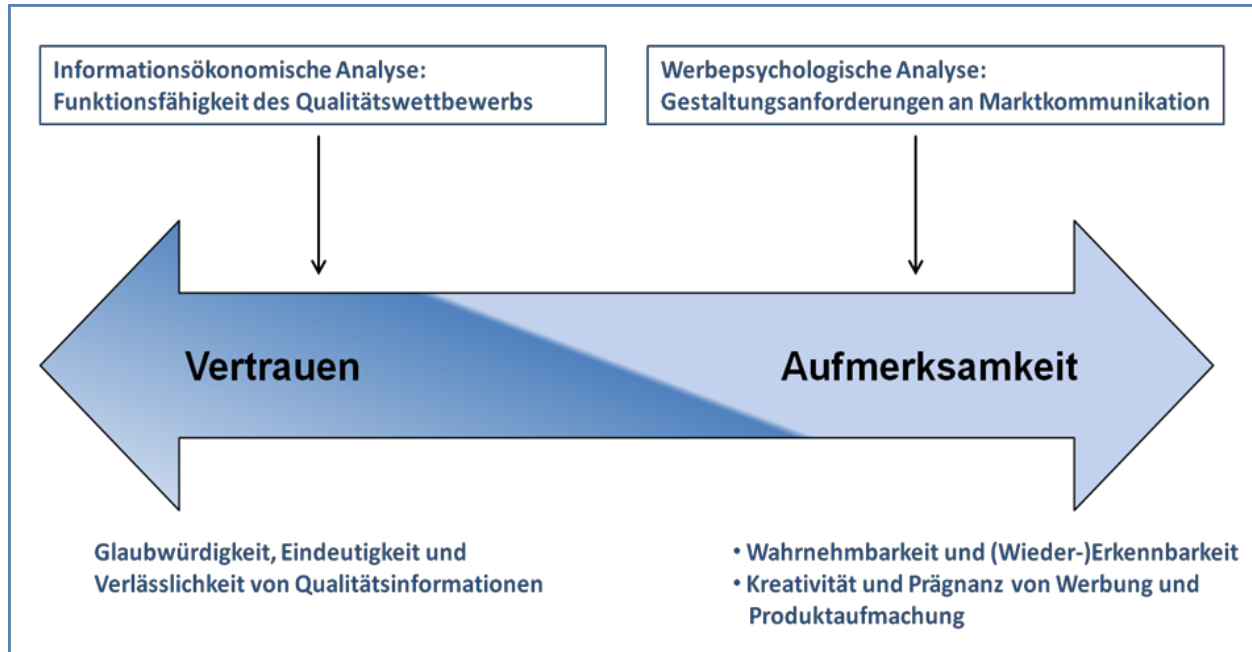 Informationsökonomische Analyse:
Funktionsfähigkeit des Qualitätswettbewerbs
Werbepsychologische Analyse:
Gestaltungsanforderungen an Marktkommunikation
Vertrauen
Aufmerksamkeit
Glaubwürdigkeit, Eindeutigkeit und
Verlässlichkeit von Qualitätsinformationen
• Wahrnehmbarkeit und (Wieder-)Erkennbarkeit
• Kreativität und Prägnanz von Werbung und
Produktaufmachung